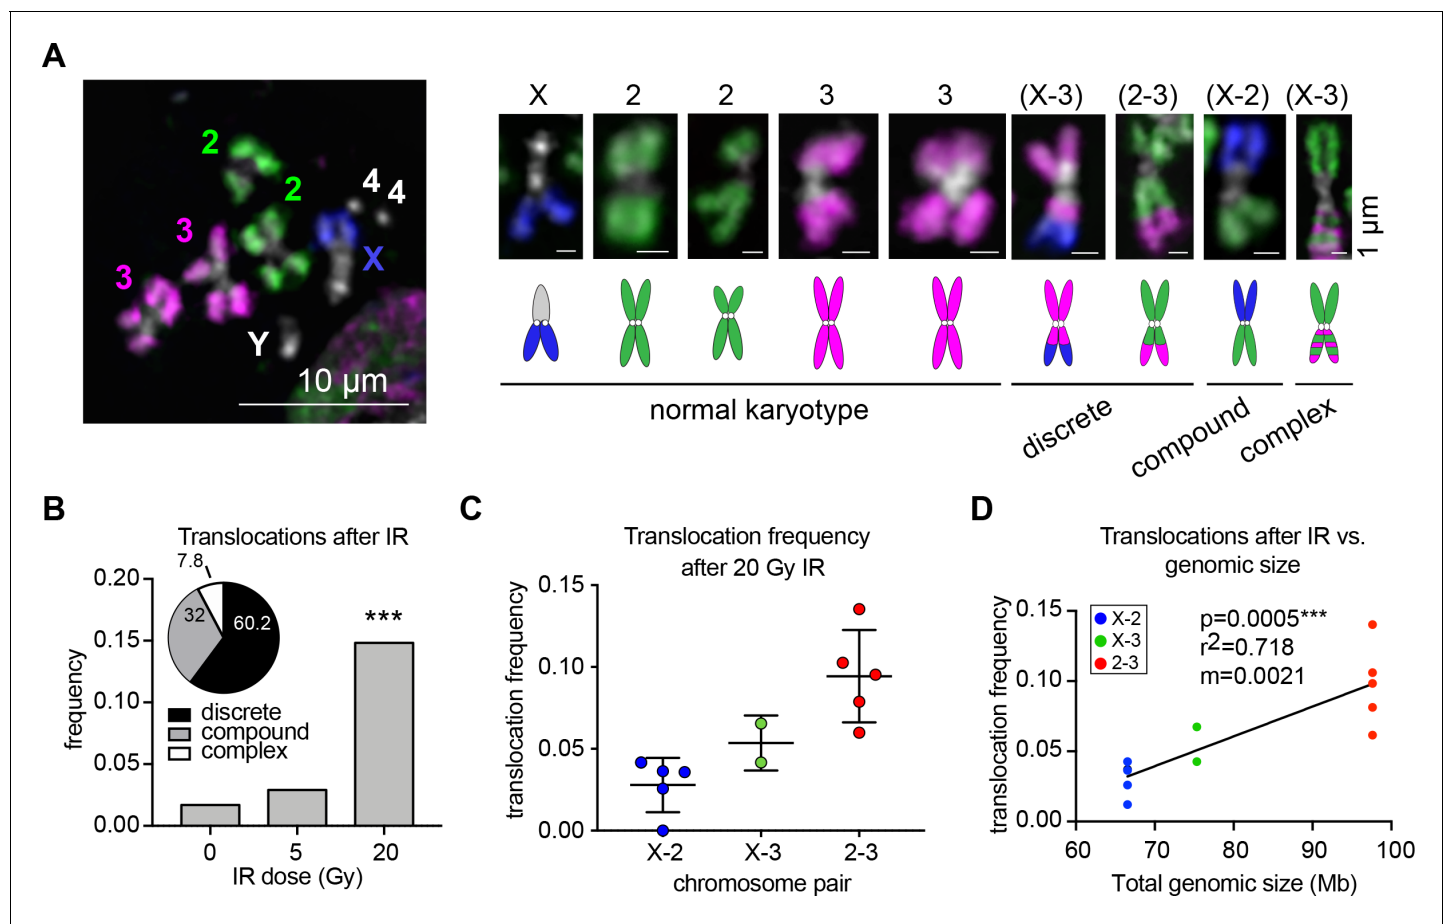 A
2
2
4
4
3
X
3
Y
10 μm
X
2
2
3
3
(X-3)
(2-3)
(X-2)
(X-3)
1 μm
normal karyotype
discrete
compound
complex
B
Translocations after IR
7.8
32
60.2
***
discrete
compound
complex
frequency
0.20
0.15
0.10
0.05
0.00
0
5
20
IR dose (Gy)
C
Translocation frequency
after 20 Gy IR
translocation frequency
0.15
0.10
0.05
0.00
X-2
X-3
2-3
chromosome pair
D
Translocations after IR vs.
genomic size
X-2
X-3
2-3
p=0.0005***
r2=0.718
m=0.0021
translocation frequency
0.15
0.10
0.05
0.00
60
70
80
90
100
Total genomic size (Mb)